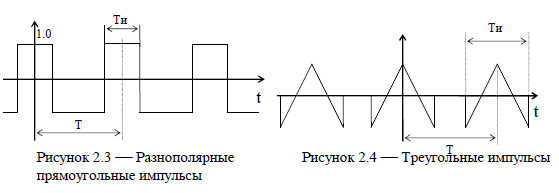 1.0
Tи
t
T
Рисунок 2.3 — Разнополярные
прямоугольные импульсы
Tи
t
T
Рисунок 2.4 — Треугольные импульсы